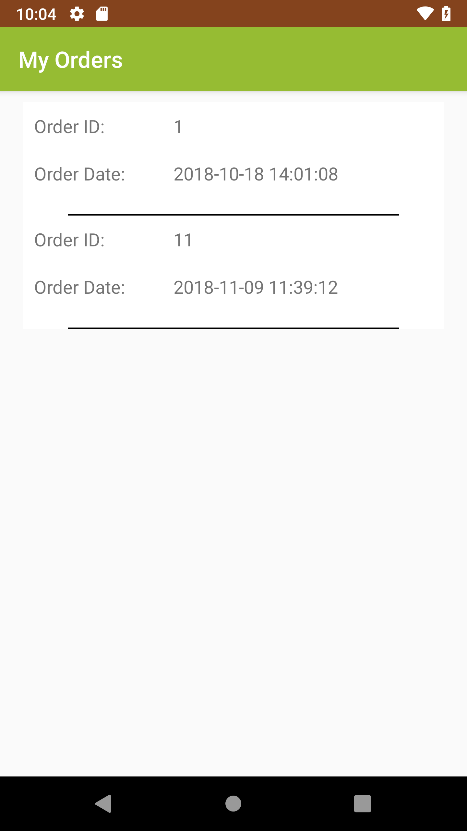 10:04
My Orders
Order ID: 1
Order Date: 2018-10-18 14:01:08
Order ID: 11
Order Date: 2018-11-09 11:39:12